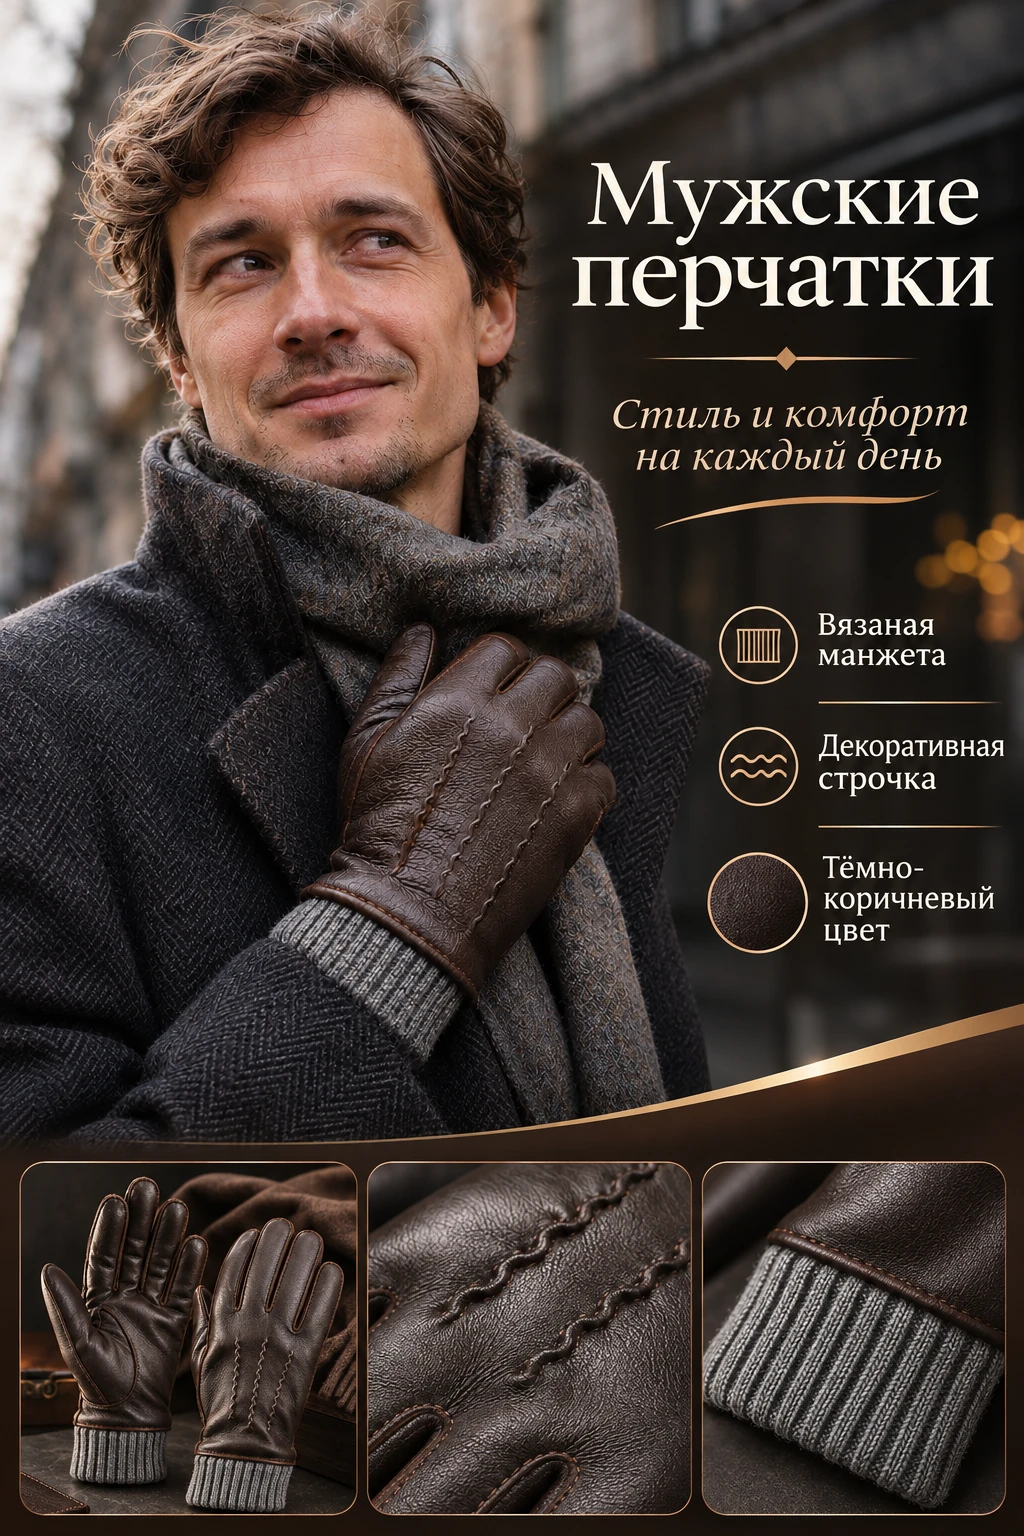 Мужские
перчатки
Стиль и комфорт
на каждый день
Вязаная
манжета
Декоративная
строчка
Тёмно-
коричневый
цвет